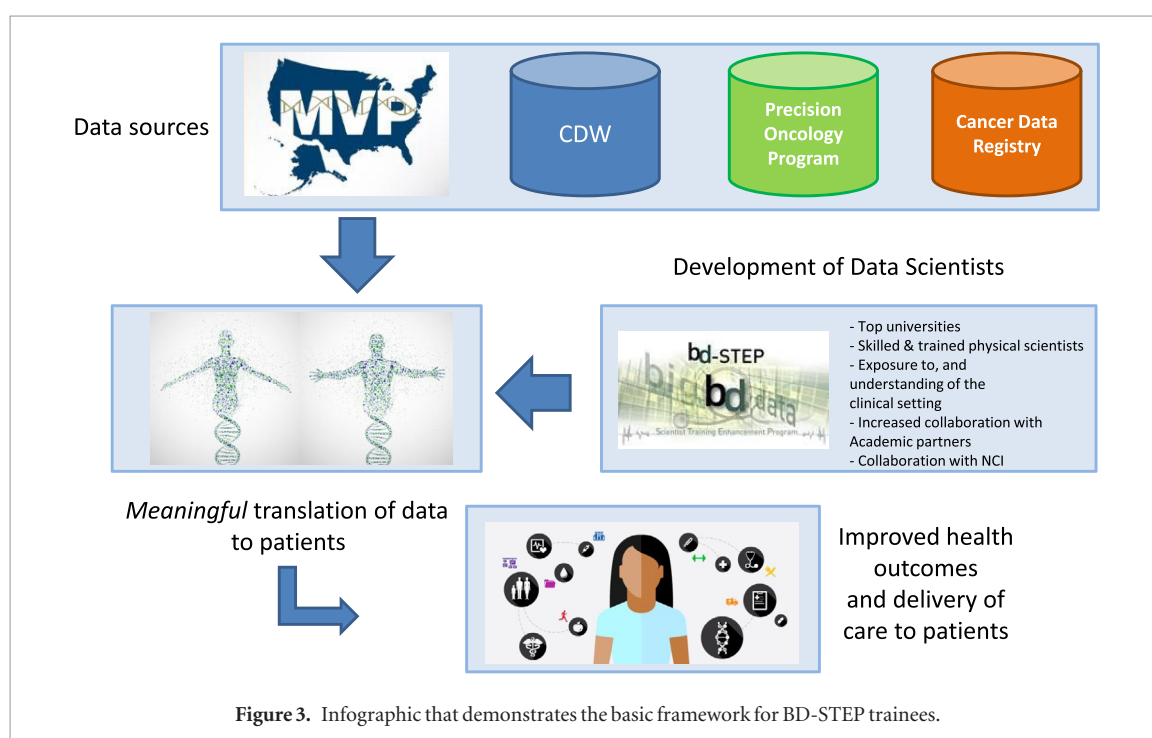 Data sources
MVP
CDW
Precision
Oncology
Program
Cancer Data
Registry
Development of Data Scientists
bd-STEP
big data
bd
Scientist Training Enhancement Program
- Top universities
- Skilled & trained physical scientists
- Exposure to, and
understanding of the
clinical setting
- Increased collaboration with
Academic partners
- Collaboration with NCI
Meaningful translation of data
to patients
Improved health
outcomes
and delivery of
care to patients
Figure 3. Infographic that demonstrates the basic framework for BD-STEP trainees.